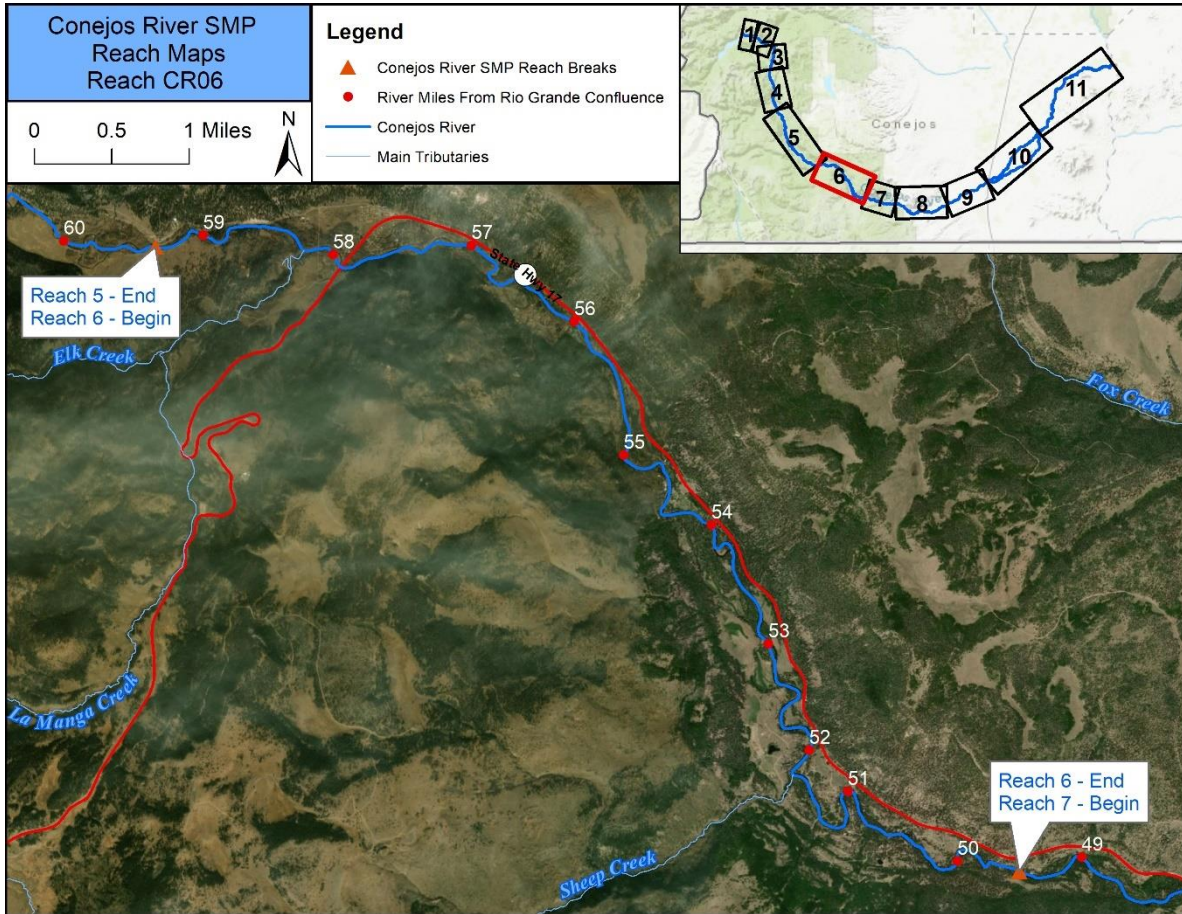 Conejos River SMP
Reach Maps
Reach CR06
0 0.5 1 Miles
N
Legend
Conejos River SMP Reach Breaks
River Miles From Rio Grande Confluence
Conejos River
Main Tributaries
1
2
3
4
5
6
7
8
9
10
11
Conejos
60
59
58
57
State Hwy 17
56
55
54
53
52
51
50
49
Reach 5 - End
Reach 6 - Begin
Elk Creek
Fox Creek
La Manga Creek
Sheep Creek
Reach 6 - End
Reach 7 - Begin